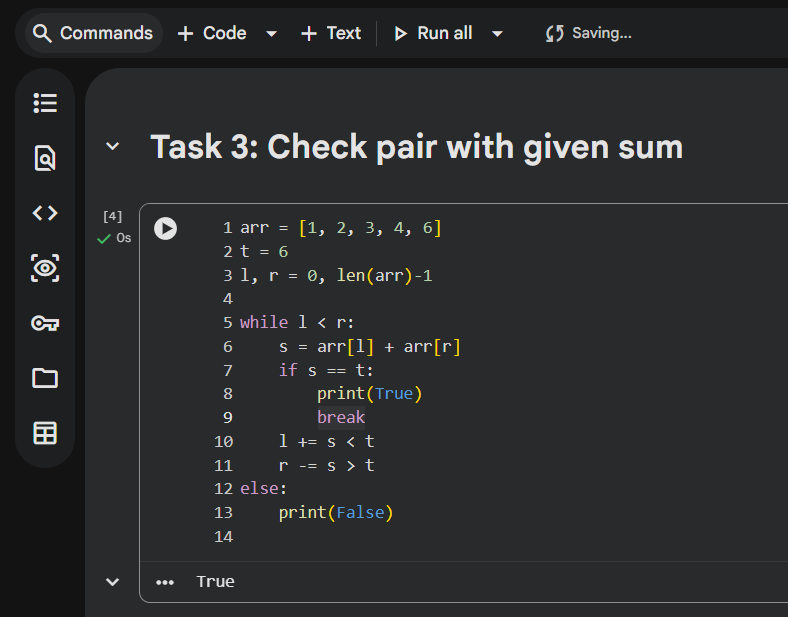 Commands + Code + Text Run all Saving...
Task 3: Check pair with given sum
[4]
0s
1 arr = [1, 2, 3, 4, 6]
2 t = 6
3 l, r = 0, len(arr)-1
4
5 while l < r:
6     s = arr[l] + arr[r]
7     if s == t:
8         print(True)
9         break
10     l += s < t
11     r -= s > t
12 else:
13     print(False)
14
True